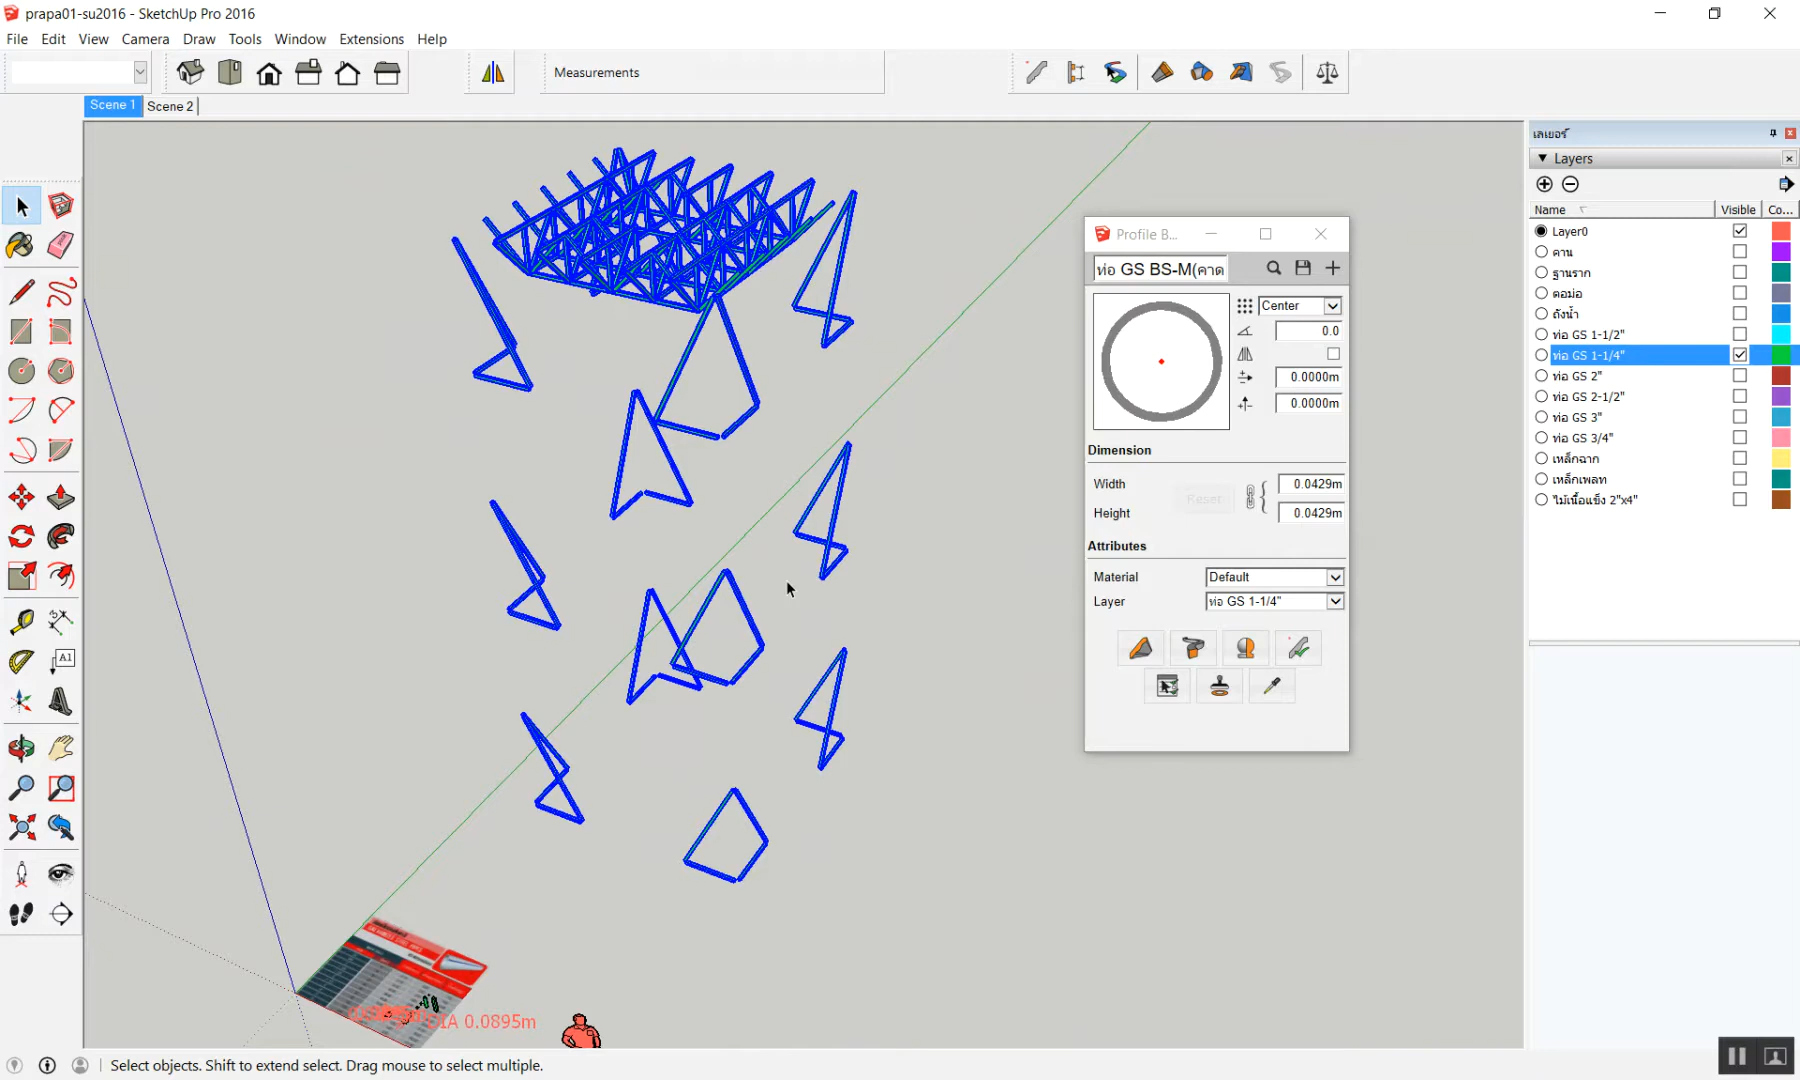 prapa01-su2016 - SketchUp Pro 2016
File Edit View Camera Draw Tools Window Extensions Help
Measurements
Scene 1 Scene 2
เลเยอร์
Layers
Name Visible Co...
Layer0
คาน
ฐานราก
ตอม่อ
ถังน้ำ
ท่อ GS 1-1/2"
ท่อ GS 1-1/4"
ท่อ GS 2"
ท่อ GS 2-1/2"
ท่อ GS 3"
ท่อ GS 3/4"
เหล็กฉาก
เหล็กเพลท
ไม้เนื้อแข็ง 2"x4"
Profile B...
ท่อ GS BS-M(คาด
Center
0.0
0.0000m
0.0000m
Dimension
Width 0.0429m
Reset
Height 0.0429m
Attributes
Material Default
Layer ท่อ GS 1-1/4"
A1
DIA 0.0895m
Select objects. Shift to extend select. Drag mouse to select multiple.